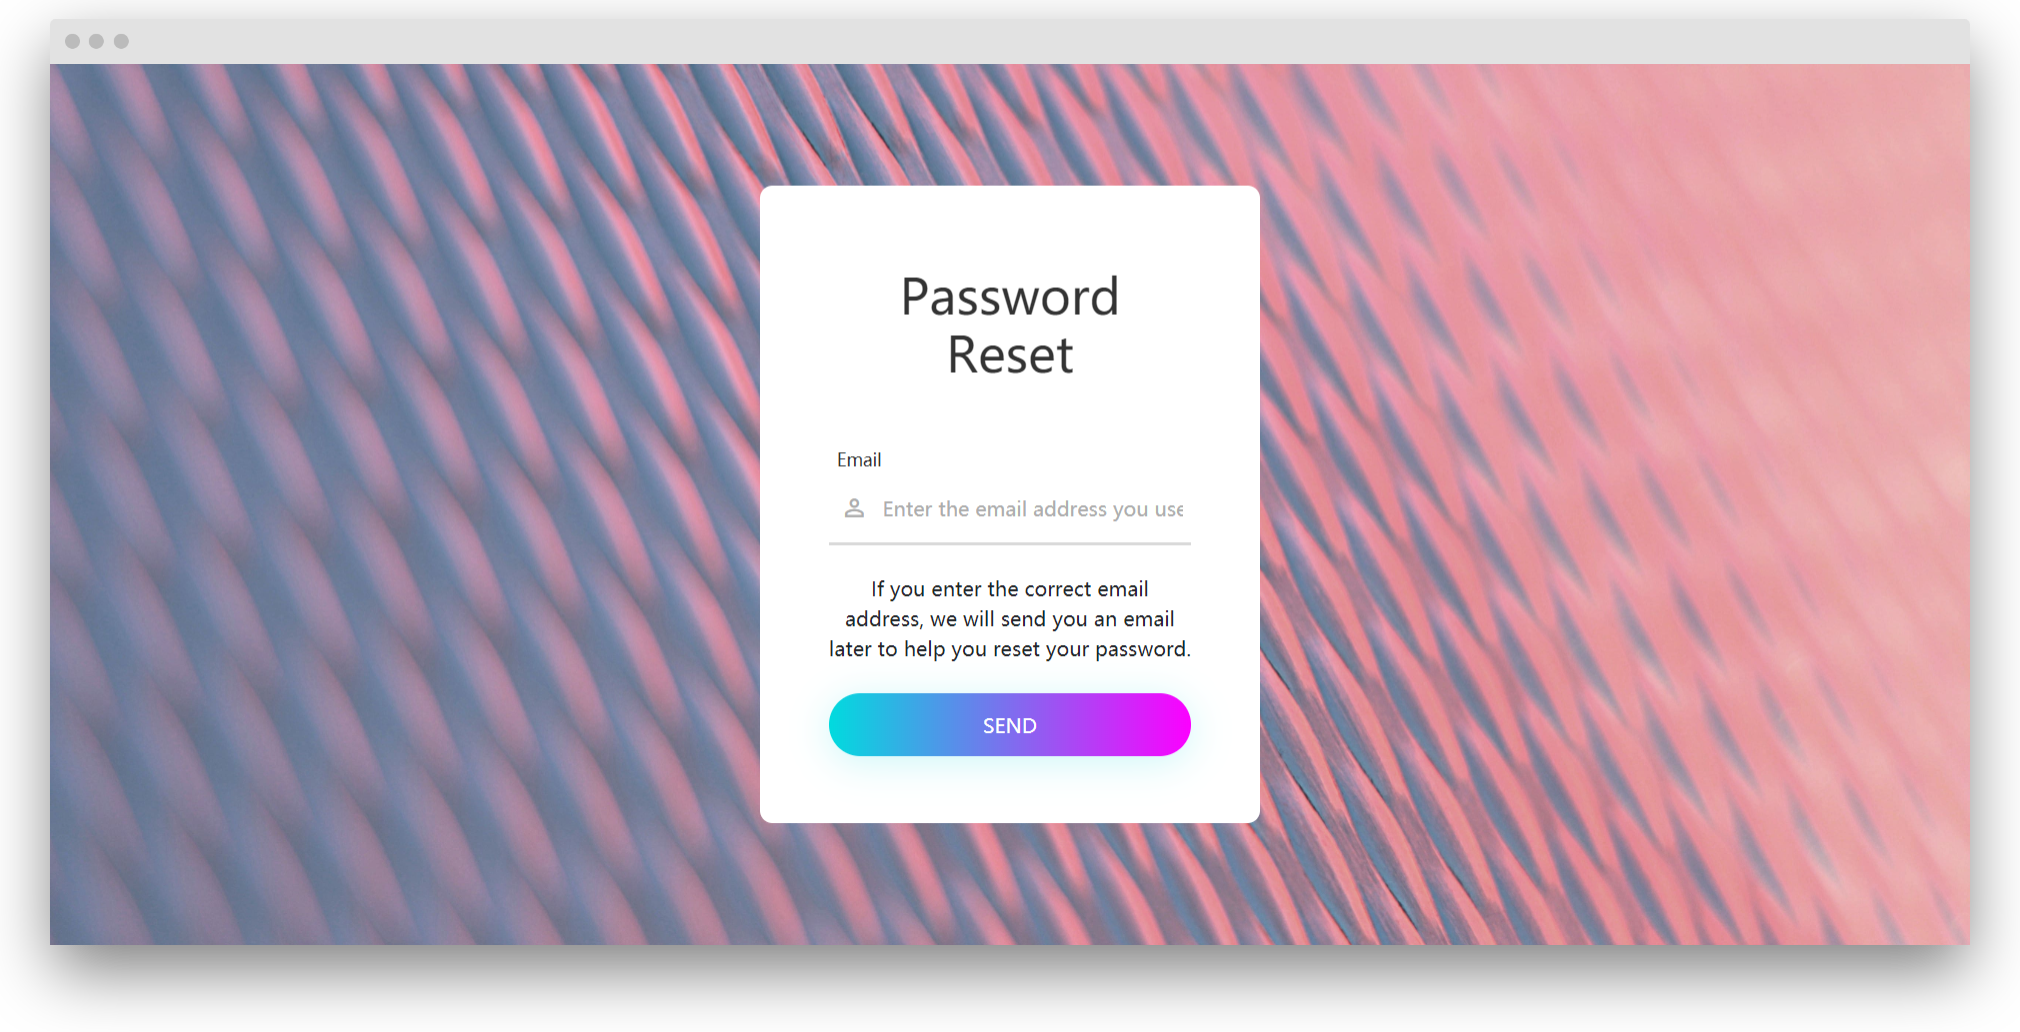 Password
Reset
Email
Enter the email address you use
If you enter the correct email
address, we will send you an email
later to help you reset your password.
SEND